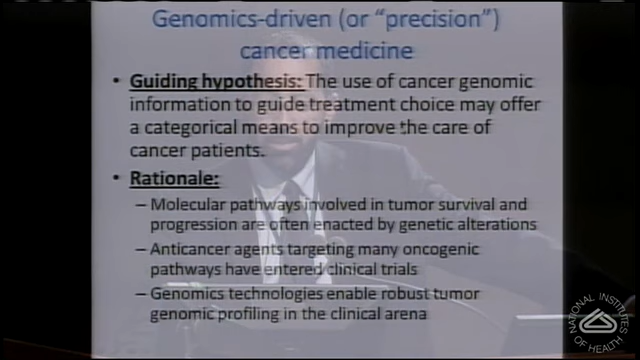 Genomics-driven (or “precision”)
cancer medicine
• Guiding hypothesis: The use of cancer genomic
information to guide treatment choice may offer
a categorical means to improve the care of
cancer patients.
• Rationale:
– Molecular pathways involved in tumor survival and
progression are often enacted by genetic alterations
– Anticancer agents targeting many oncogenic
pathways have entered clinical trials
– Genomics technologies enable robust tumor
genomic profiling in the clinical arena
NATIONAL INSTITUTES
OF HEALTH